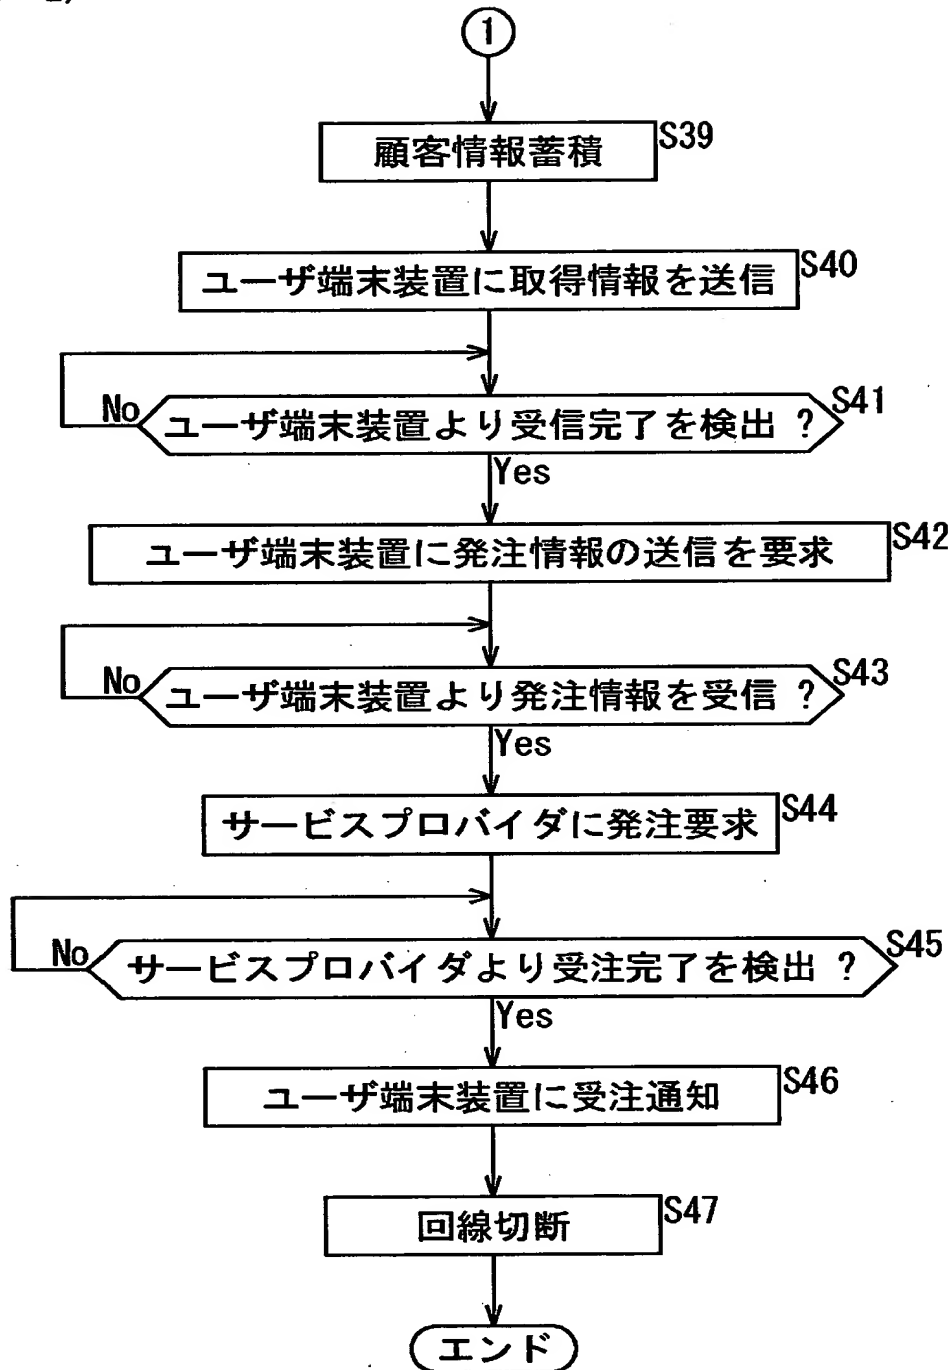 1
顧客情報蓄積 S39
ユーザ端末装置に取得情報を送信 S40
No ユーザ端末装置より受信完了を検出 ? S41
Yes
ユーザ端末装置に発注情報の送信を要求 S42
No ユーザ端末装置より発注情報を受信 ? S43
Yes
サービスプロバイダに発注要求 S44
No サービスプロバイダより受注完了を検出 ? S45
Yes
ユーザ端末装置に受注通知 S46
回線切断 S47
エンド